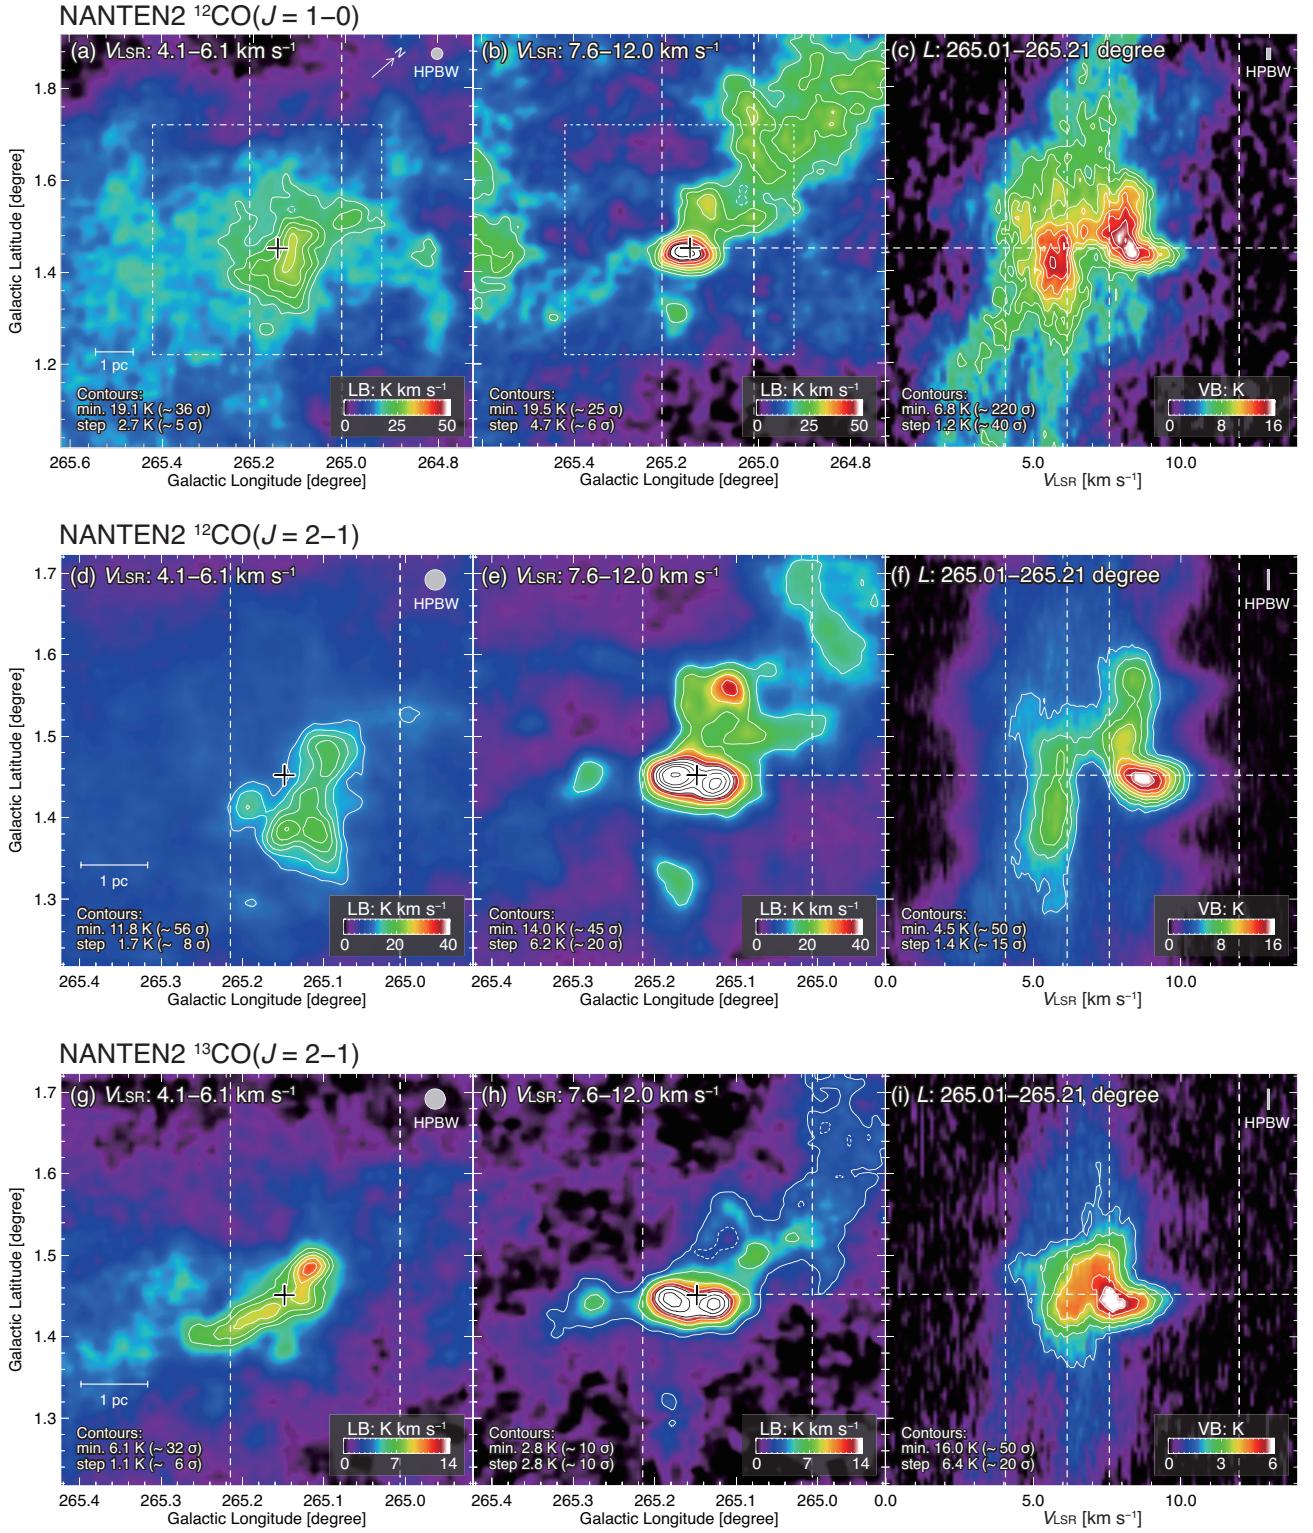 NANTEN2 ¹²CO(J = 1–0)
(a) VLSR: 4.1–6.1 km s⁻¹
N
HPBW
(b) VLSR: 7.6–12.0 km s⁻¹
(c) L: 265.01–265.21 degree
HPBW
Galactic Latitude [degree]
1.8
1.6
1.4
1.2
1 pc
Contours:
min. 19.1 K (~ 36 σ)
step 2.7 K (~ 5 σ)
LB: K km s⁻¹
0 25 50
Contours:
min. 19.5 K (~ 25 σ)
step 4.7 K (~ 6 σ)
LB: K km s⁻¹
0 25 50
Contours:
min. 6.8 K (~ 220 σ)
step 1.2 K (~ 40 σ)
VB: K
0 8 16
265.6 265.4 265.2 265.0 264.8
265.4 265.2 265.0 264.8
5.0 10.0
Galactic Longitude [degree]
Galactic Longitude [degree]
VLSR [km s⁻¹]
NANTEN2 ¹²CO(J = 2–1)
(d) VLSR: 4.1–6.1 km s⁻¹
HPBW
(e) VLSR: 7.6–12.0 km s⁻¹
(f) L: 265.01–265.21 degree
HPBW
Galactic Latitude [degree]
1.7
1.6
1.5
1.4
1.3
1 pc
Contours:
min. 11.8 K (~ 56 σ)
step 1.7 K (~ 8 σ)
LB: K km s⁻¹
0 20 40
Contours:
min. 14.0 K (~ 45 σ)
step 6.2 K (~ 20 σ)
LB: K km s⁻¹
0 20 40
Contours:
min. 4.5 K (~ 50 σ)
step 1.4 K (~ 15 σ)
VB: K
0 8 16
265.4 265.3 265.2 265.1 265.0
265.4 265.3 265.2 265.1 265.0
0.0 5.0 10.0
Galactic Longitude [degree]
Galactic Longitude [degree]
VLSR [km s⁻¹]
NANTEN2 ¹³CO(J = 2–1)
(g) VLSR: 4.1–6.1 km s⁻¹
HPBW
(h) VLSR: 7.6–12.0 km s⁻¹
(i) L: 265.01–265.21 degree
HPBW
Galactic Latitude [degree]
1.7
1.6
1.5
1.4
1.3
1 pc
Contours:
min. 6.1 K (~ 32 σ)
step 1.1 K (~ 6 σ)
LB: K km s⁻¹
0 7 14
Contours:
min. 2.8 K (~ 10 σ)
step 2.8 K (~ 10 σ)
LB: K km s⁻¹
0 7 14
Contours:
min. 16.0 K (~ 50 σ)
step 6.4 K (~ 20 σ)
VB: K
0 3 6
265.4 265.3 265.2 265.1 265.0
265.4 265.3 265.2 265.1 265.0
0.0 5.0 10.0
Galactic Longitude [degree]
Galactic Longitude [degree]
VLSR [km s⁻¹]